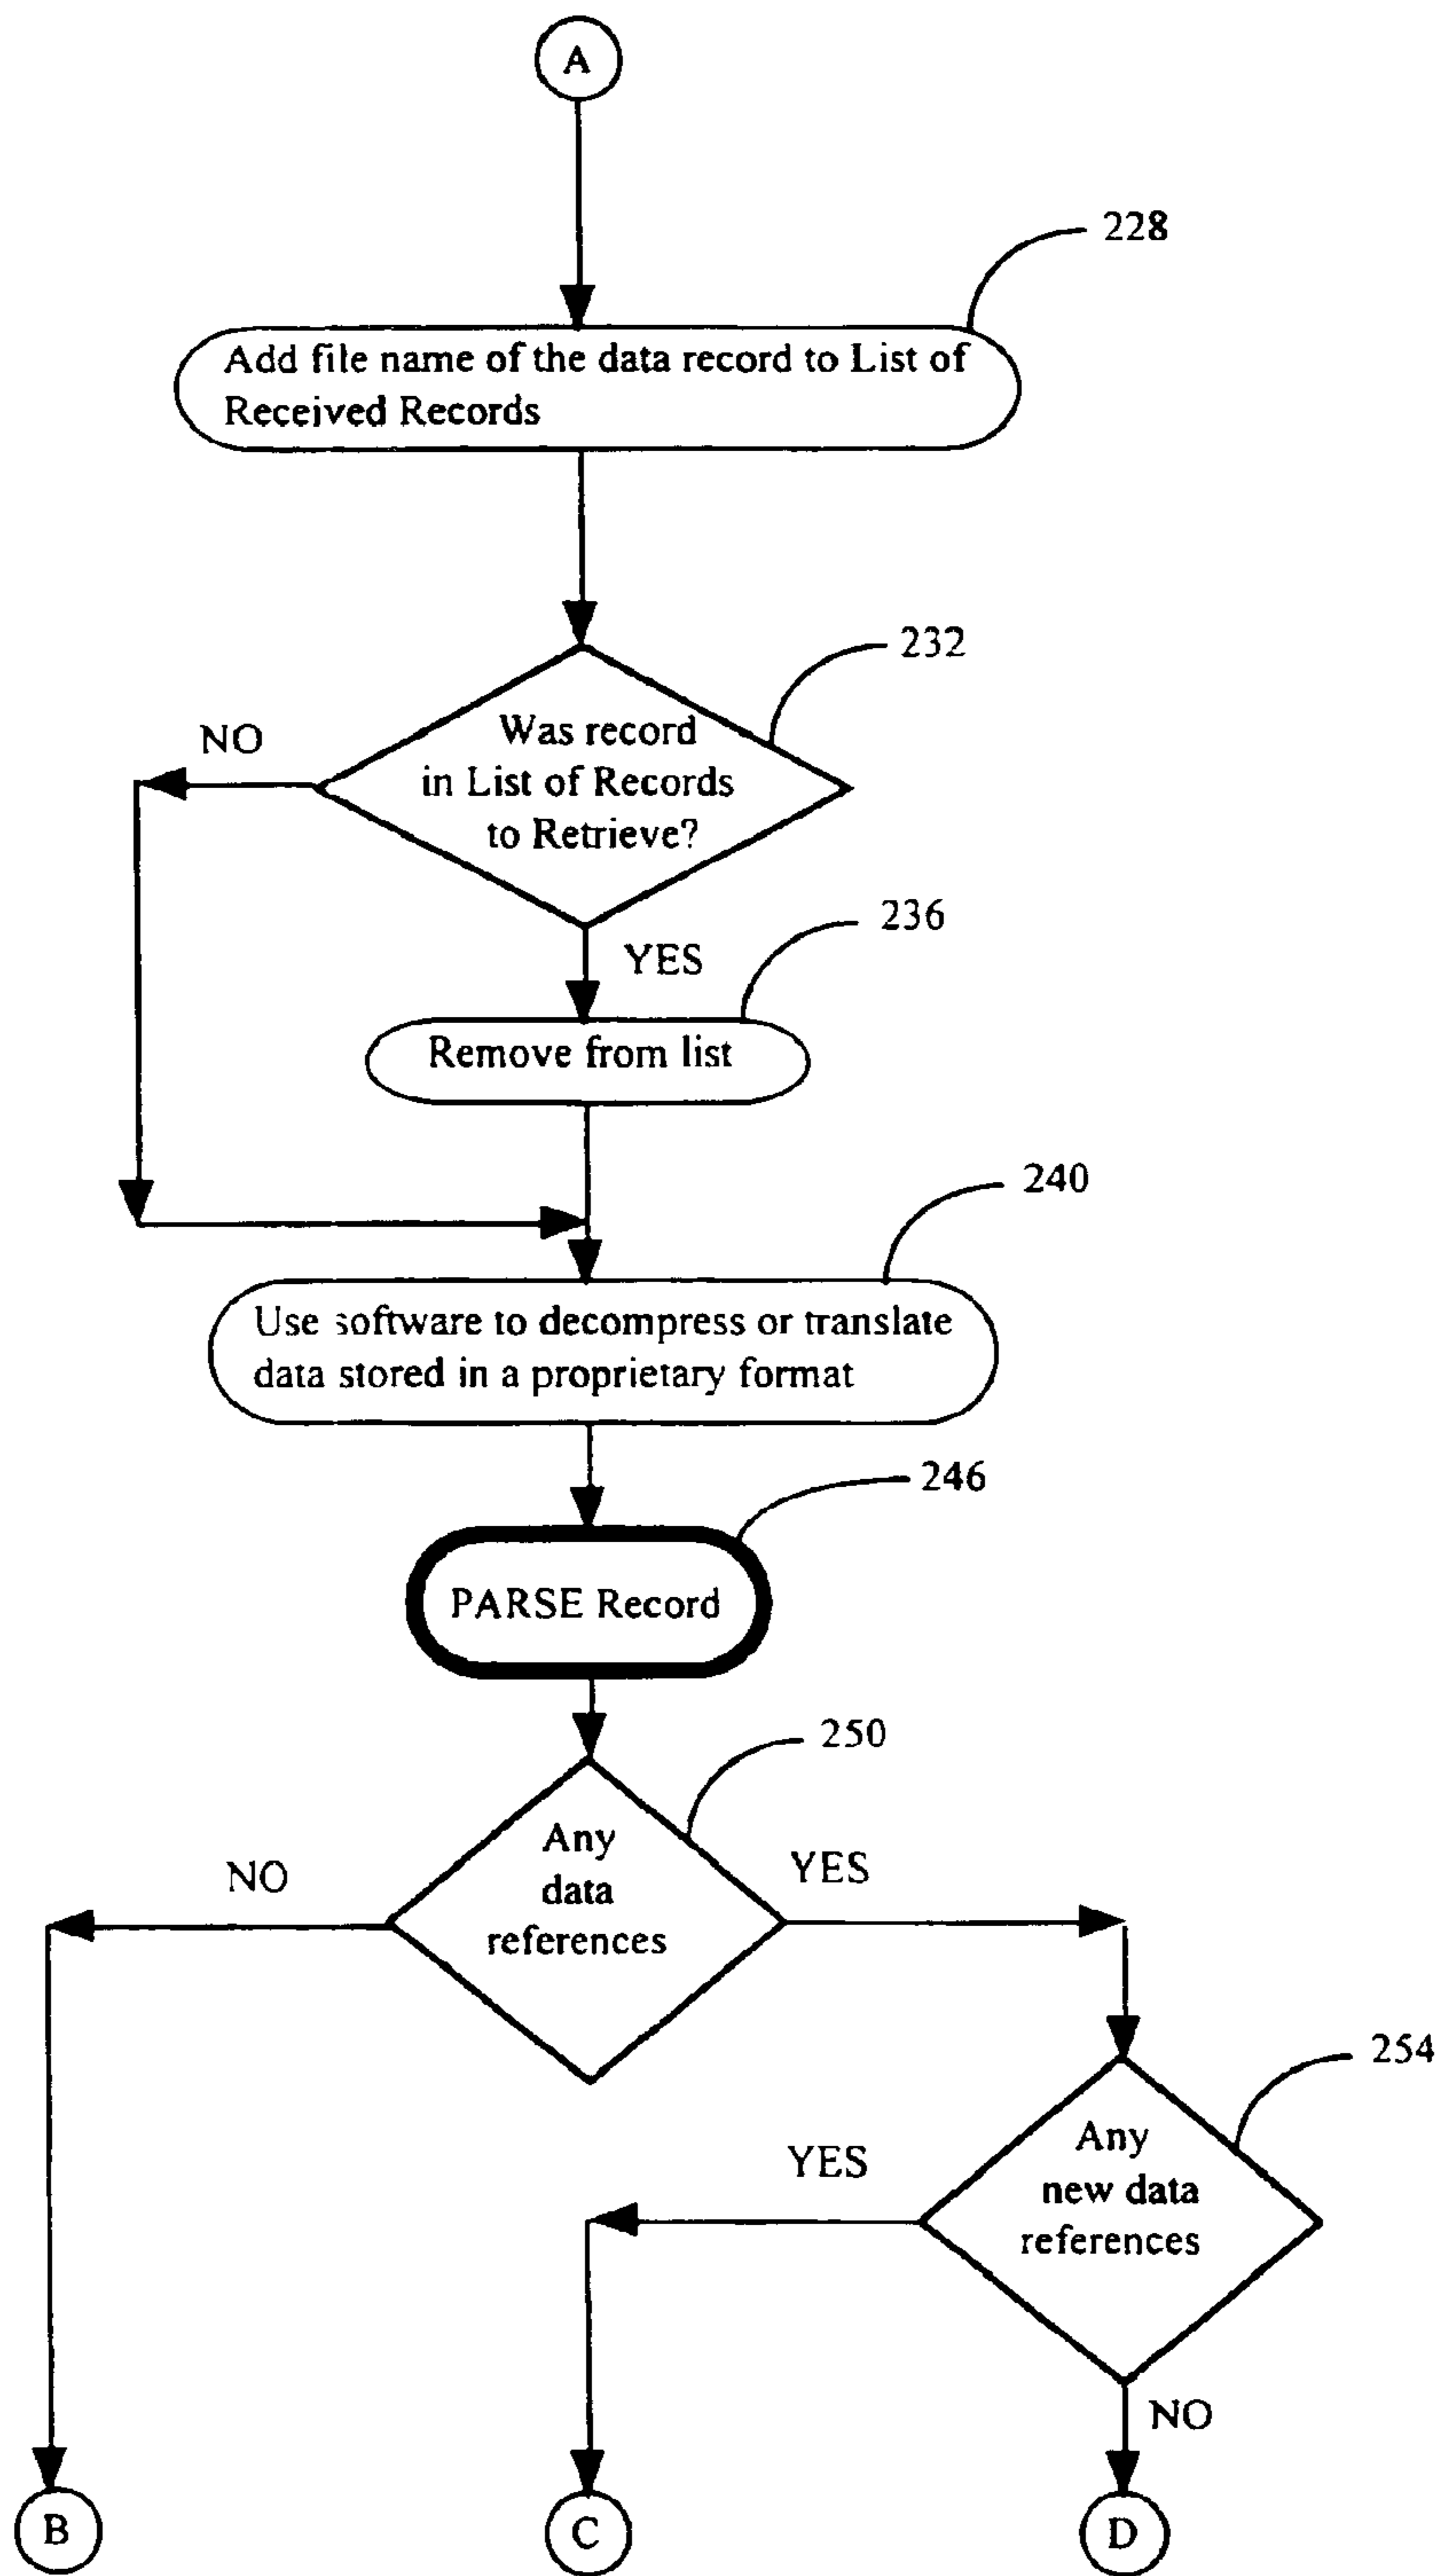 A
228
Add file name of the data record to List of
Received Records
232
NO
Was record
in List of Records
to Retrieve?
236
YES
Remove from list
240
Use software to decompress or translate
data stored in a proprietary format
246
PARSE Record
250
Any
data
references
NO
YES
254
Any
new data
references
YES
NO
B
C
D